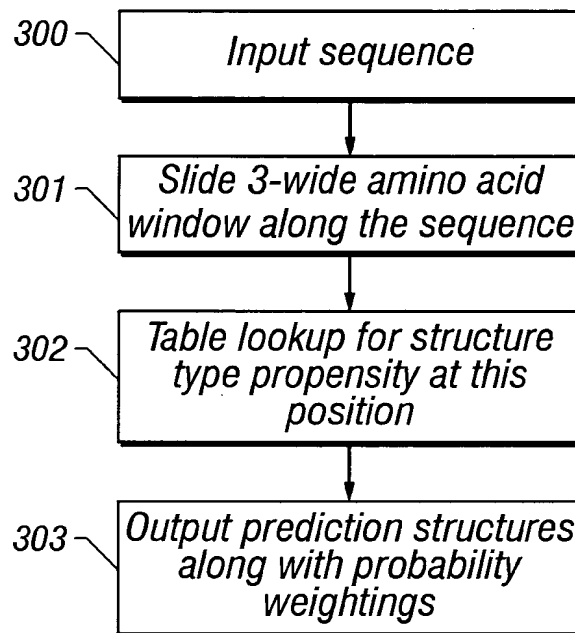 300
Input sequence
301
Slide 3-wide amino acid
window along the sequence
302
Table lookup for structure
type propensity at this
position
303
Output prediction structures
along with probability
weightings